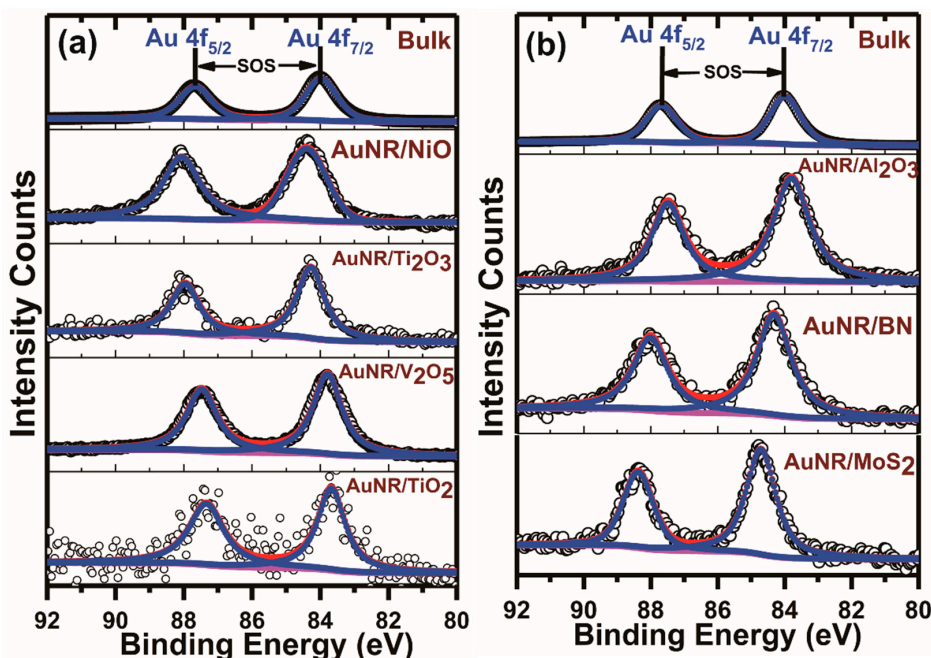 (a) Au 4f5/2 Au 4f7/2 Bulk
SOS
AuNR/NiO
AuNR/Ti2O3
AuNR/V2O5
AuNR/TiO2
Intensity Counts
92 90 88 86 84 82 80
Binding Energy (eV)
(b) Au 4f5/2 Au 4f7/2 Bulk
SOS
AuNR/Al2O3
AuNR/BN
AuNR/MoS2
Intensity Counts
92 90 88 86 84 82 80
Binding Energy (eV)